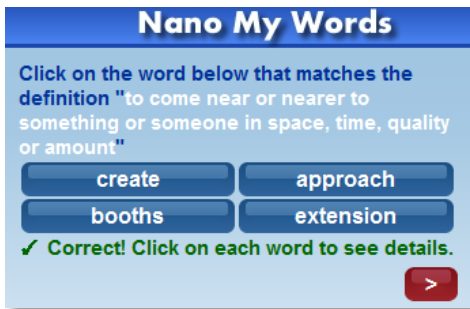 Nano My Words
Click on the word below that matches the
definition "to come near or nearer to
something or someone in space, time, quality
or amount"
create approach
booths extension
✓ Correct! Click on each word to see details.
>